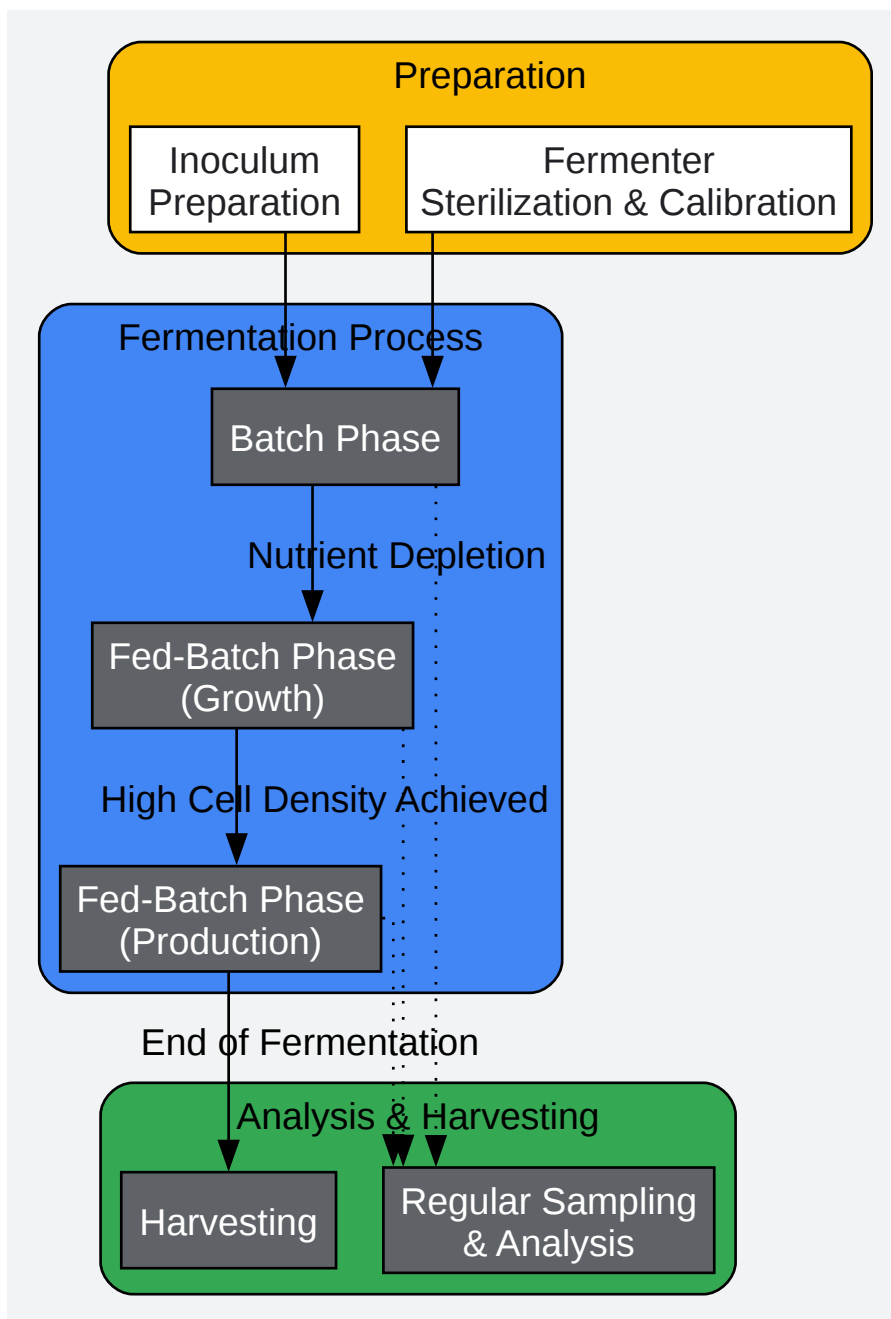 Preparation
Inoculum
Preparation
Fermenter
Sterilization & Calibration
Fermentation Process
Batch Phase
Nutrient Depletion
Fed-Batch Phase
(Growth)
High Cell Density Achieved
Fed-Batch Phase
(Production)
End of Fermentation
Analysis & Harvesting
Harvesting
Regular Sampling
& Analysis